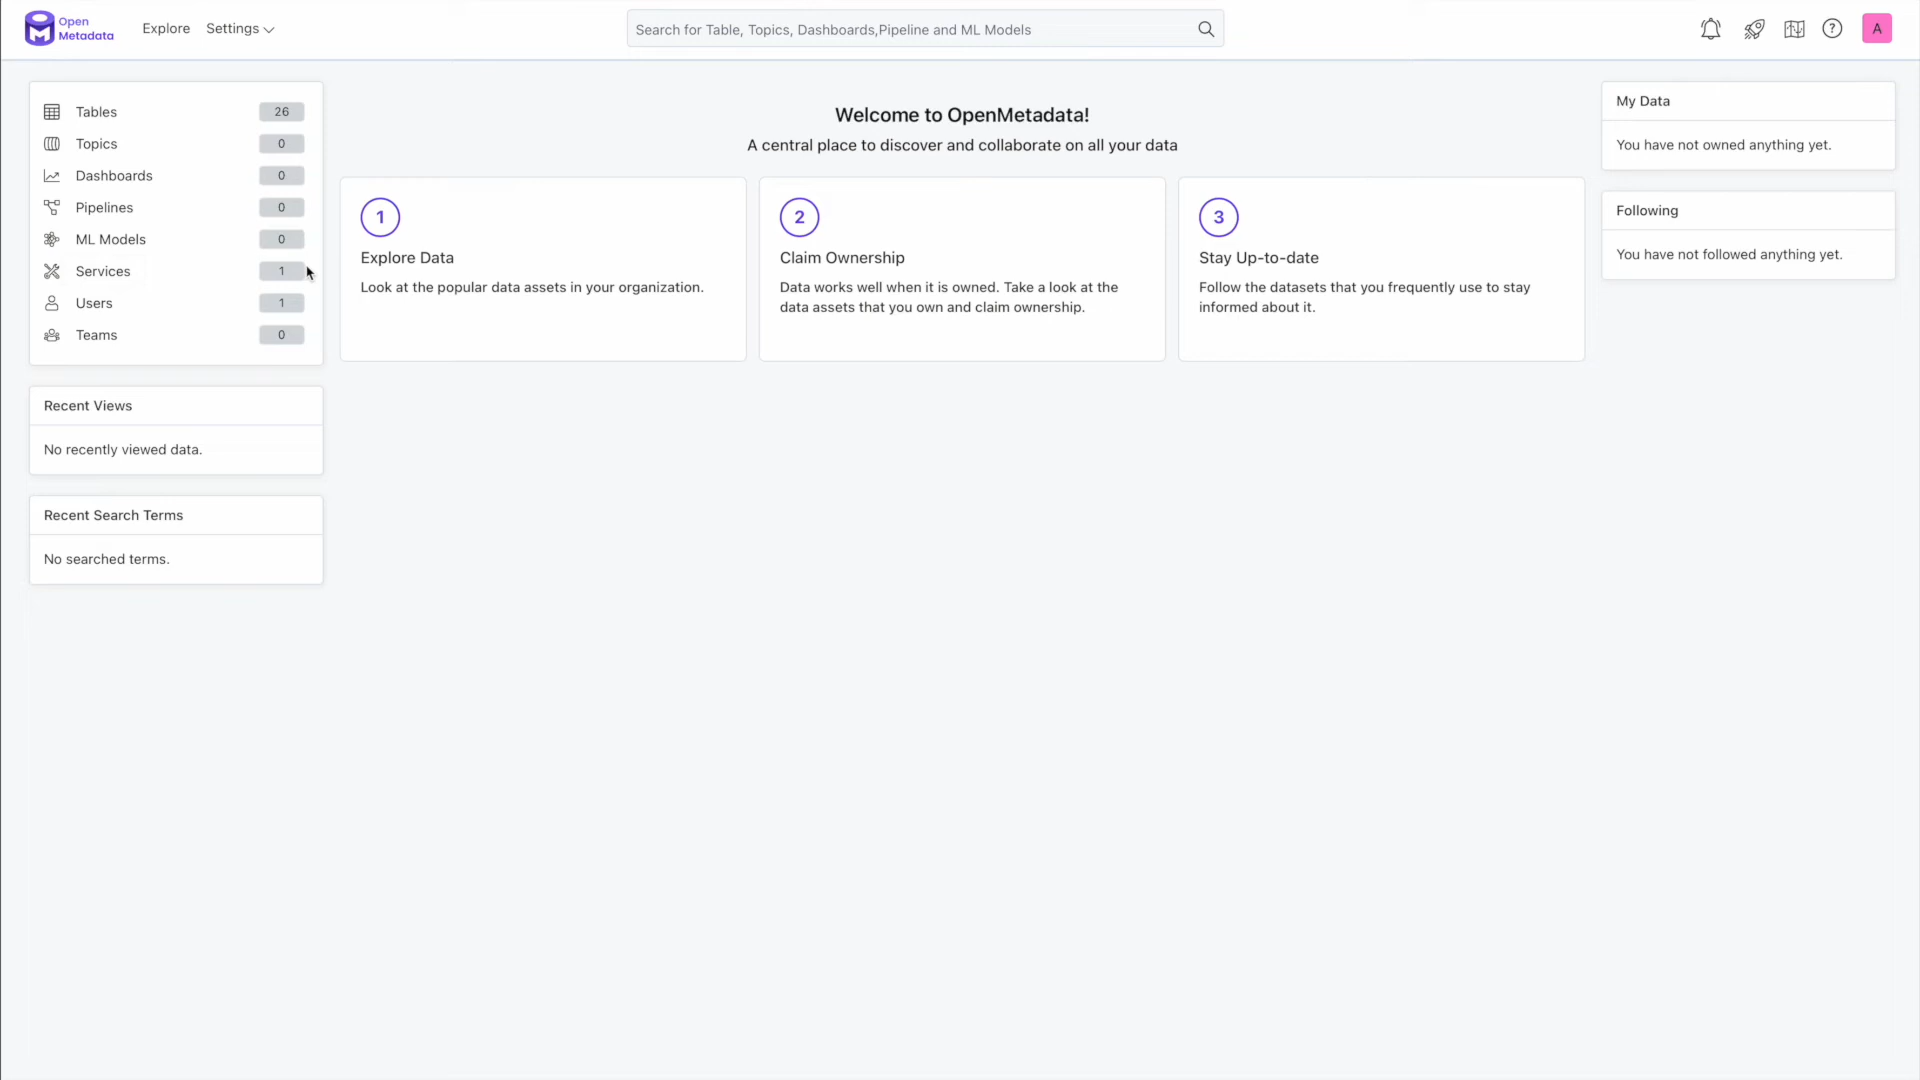 Open
Metadata
Explore
Settings
Search for Table, Topics, Dashboards,Pipeline and ML Models
A
Tables 26
Topics 0
Dashboards 0
Pipelines 0
ML Models 0
Services 1
Users 1
Teams 0
Recent Views
No recently viewed data.
Recent Search Terms
No searched terms.
Welcome to OpenMetadata!
A central place to discover and collaborate on all your data
1
Explore Data
Look at the popular data assets in your organization.
2
Claim Ownership
Data works well when it is owned. Take a look at the
data assets that you own and claim ownership.
3
Stay Up-to-date
Follow the datasets that you frequently use to stay
informed about it.
My Data
You have not owned anything yet.
Following
You have not followed anything yet.